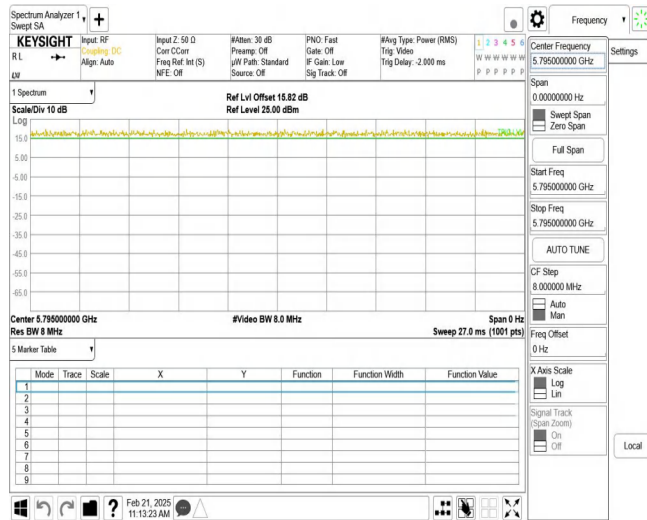 Spectrum Analyzer 1
Swept SA
Frequency
KEYSIGHT
R L
Input: RF
Coupling: DC
Align: Auto
Input Z: 50 Ω
Corr CCorr
Freq Ref: Int (S)
NFE: Off
#Atten: 30 dB
Preamp: Off
µW Path: Standard
Source: Off
PNO: Fast
Gate: Off
IF Gain: Low
Sig Track: Off
#Avg Type: Power (RMS)
Trig: Video
Trig Delay: -2.000 ms
1 2 3 4 5 6
W W W W W W
P P P P P P
Center Frequency
5.795000000 GHz
Settings
Span
0.00000000 Hz
Swept Span
Zero Span
Full Span
Start Freq
5.795000000 GHz
Stop Freq
5.795000000 GHz
AUTO TUNE
CF Step
8.000000 MHz
Auto
Man
Freq Offset
0 Hz
X Axis Scale
Log
Lin
Signal Track
(Span Zoom)
On
Off
Local
1 Spectrum
Scale/Div 10 dB
Ref Lvl Offset 15.82 dB
Ref Level 25.00 dBm
Log
15.0
5.00
-5.00
-15.0
-25.0
-35.0
-45.0
-55.0
-65.0
Center 5.795000000 GHz
#Video BW 8.0 MHz
Span 0 Hz
Res BW 8 MHz
Sweep 27.0 ms (1001 pts)
5 Marker Table
Mode Trace Scale X Y Function Function Width Function Value
1
2
3
4
5
6
7
8
9
Feb 21, 2025
11:13:23 AM